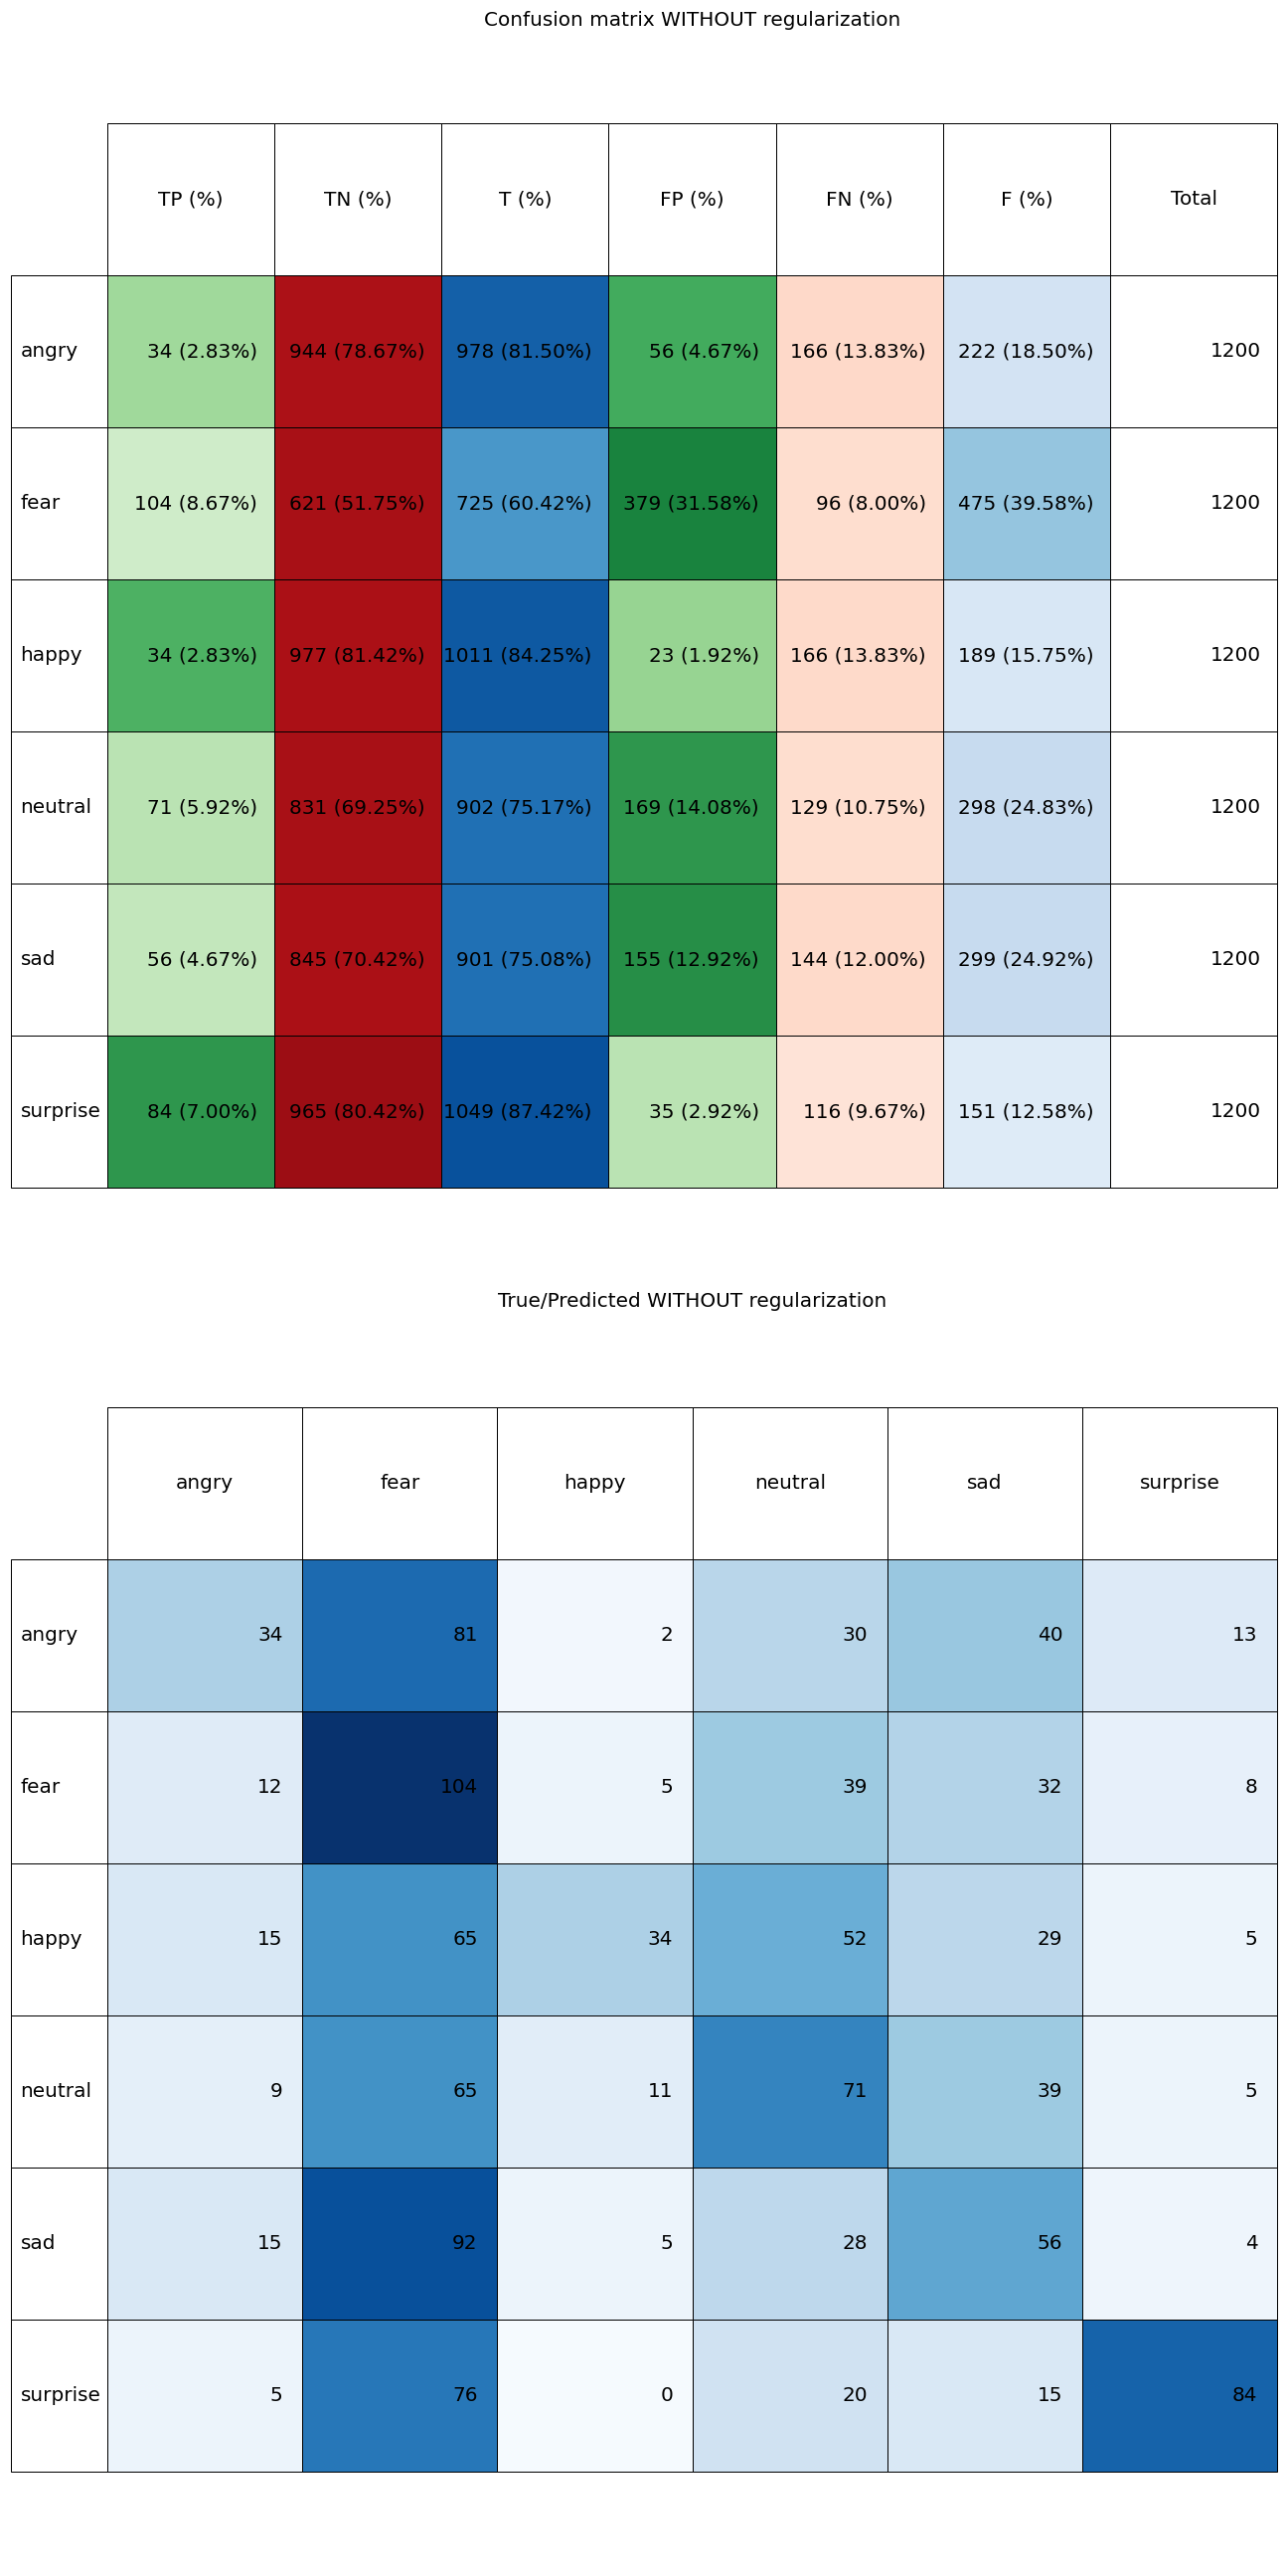 Confusion matrix WITHOUT regularization
TP (%) TN (%) T (%) FP (%) FN (%) F (%) Total
angry 34 (2.83%) 944 (78.67%) 978 (81.50%) 56 (4.67%) 166 (13.83%) 222 (18.50%) 1200
fear 104 (8.67%) 621 (51.75%) 725 (60.42%) 379 (31.58%) 96 (8.00%) 475 (39.58%) 1200
happy 34 (2.83%) 977 (81.42%) 1011 (84.25%) 23 (1.92%) 166 (13.83%) 189 (15.75%) 1200
neutral 71 (5.92%) 831 (69.25%) 902 (75.17%) 169 (14.08%) 129 (10.75%) 298 (24.83%) 1200
sad 56 (4.67%) 845 (70.42%) 901 (75.08%) 155 (12.92%) 144 (12.00%) 299 (24.92%) 1200
surprise 84 (7.00%) 965 (80.42%) 1049 (87.42%) 35 (2.92%) 116 (9.67%) 151 (12.58%) 1200
True/Predicted WITHOUT regularization
angry fear happy neutral sad surprise
angry 34 81 2 30 40 13
fear 12 104 5 39 32 8
happy 15 65 34 52 29 5
neutral 9 65 11 71 39 5
sad 15 92 5 28 56 4
surprise 5 76 0 20 15 84